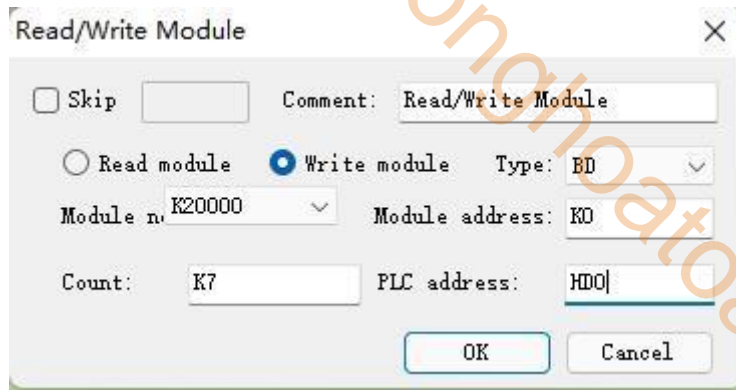 Read/Write Module
Skip Comment: Read/Write Module
Read module Write module Type: BD
Module n K20000 Module address: K0
Count: K7 PLC address: HD0
OK Cancel